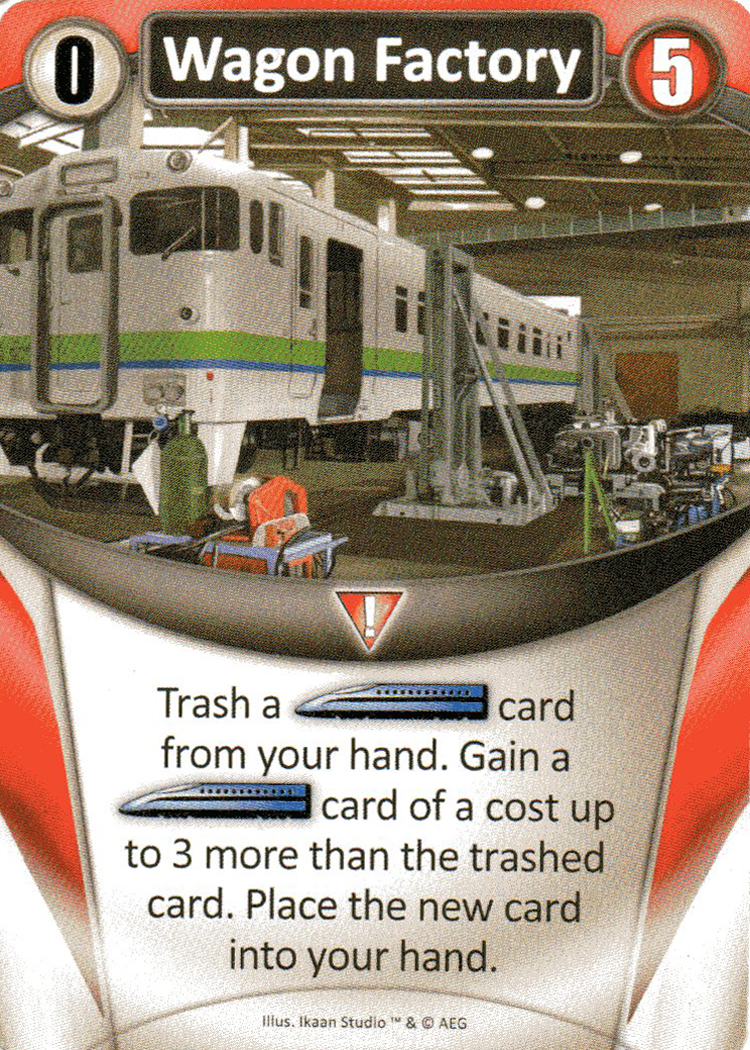 0 Wagon Factory 5
!
Trash a card
from your hand. Gain a
card of a cost up
to 3 more than the trashed
card. Place the new card
into your hand.
Illus. Ikaan Studio ™ & © AEG